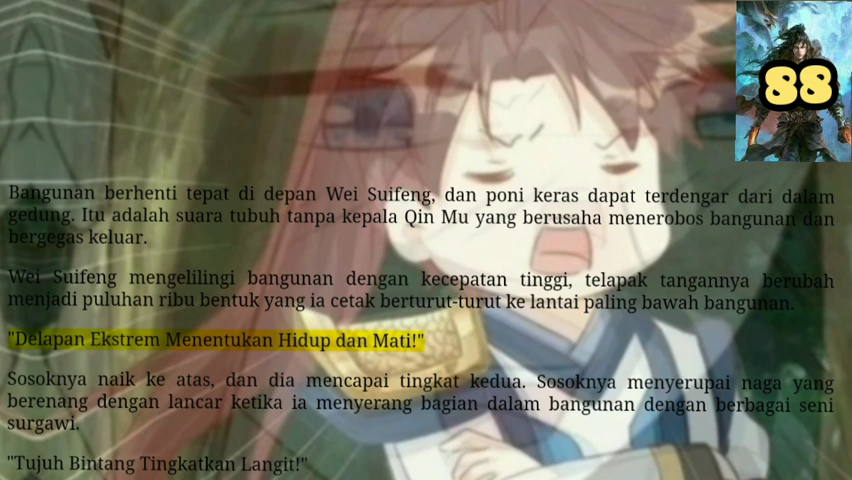 88
Bangunan berhenti tepat di depan Wei Suifeng, dan poni keras dapat terdengar dari dalam
gedung. Itu adalah suara tubuh tanpa kepala Qin Mu yang berusaha menerobos bangunan dan
bergegas keluar.
Wei Suifeng mengelilingi bangunan dengan kecepatan tinggi, telapak tangannya berubah
menjadi puluhan ribu bentuk yang ia cetak berturut-turut ke lantai paling bawah bangunan.
"Delapan Ekstrem Menentukan Hidup dan Mati!"
Sosoknya naik ke atas, dan dia mencapai tingkat kedua. Sosoknya menyerupai naga yang
berenang dengan lancar ketika ia menyerang bagian dalam bangunan dengan berbagai seni
surgawi.
"Tujuh Bintang Tingkatkan Langit!"